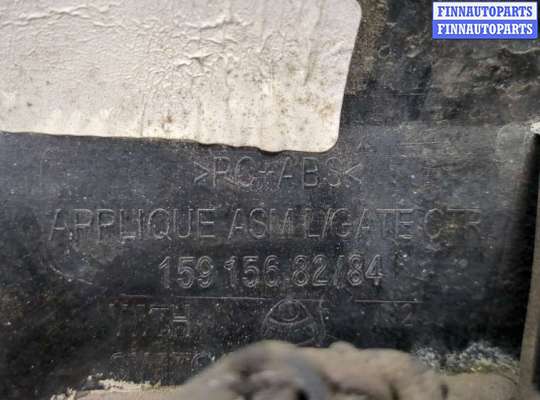 FINNAUTOPARTS
FINNAUTOPARTS
>PC+ABS<
APPLIQUE ASM L/GATE CTR
159 156 82/84